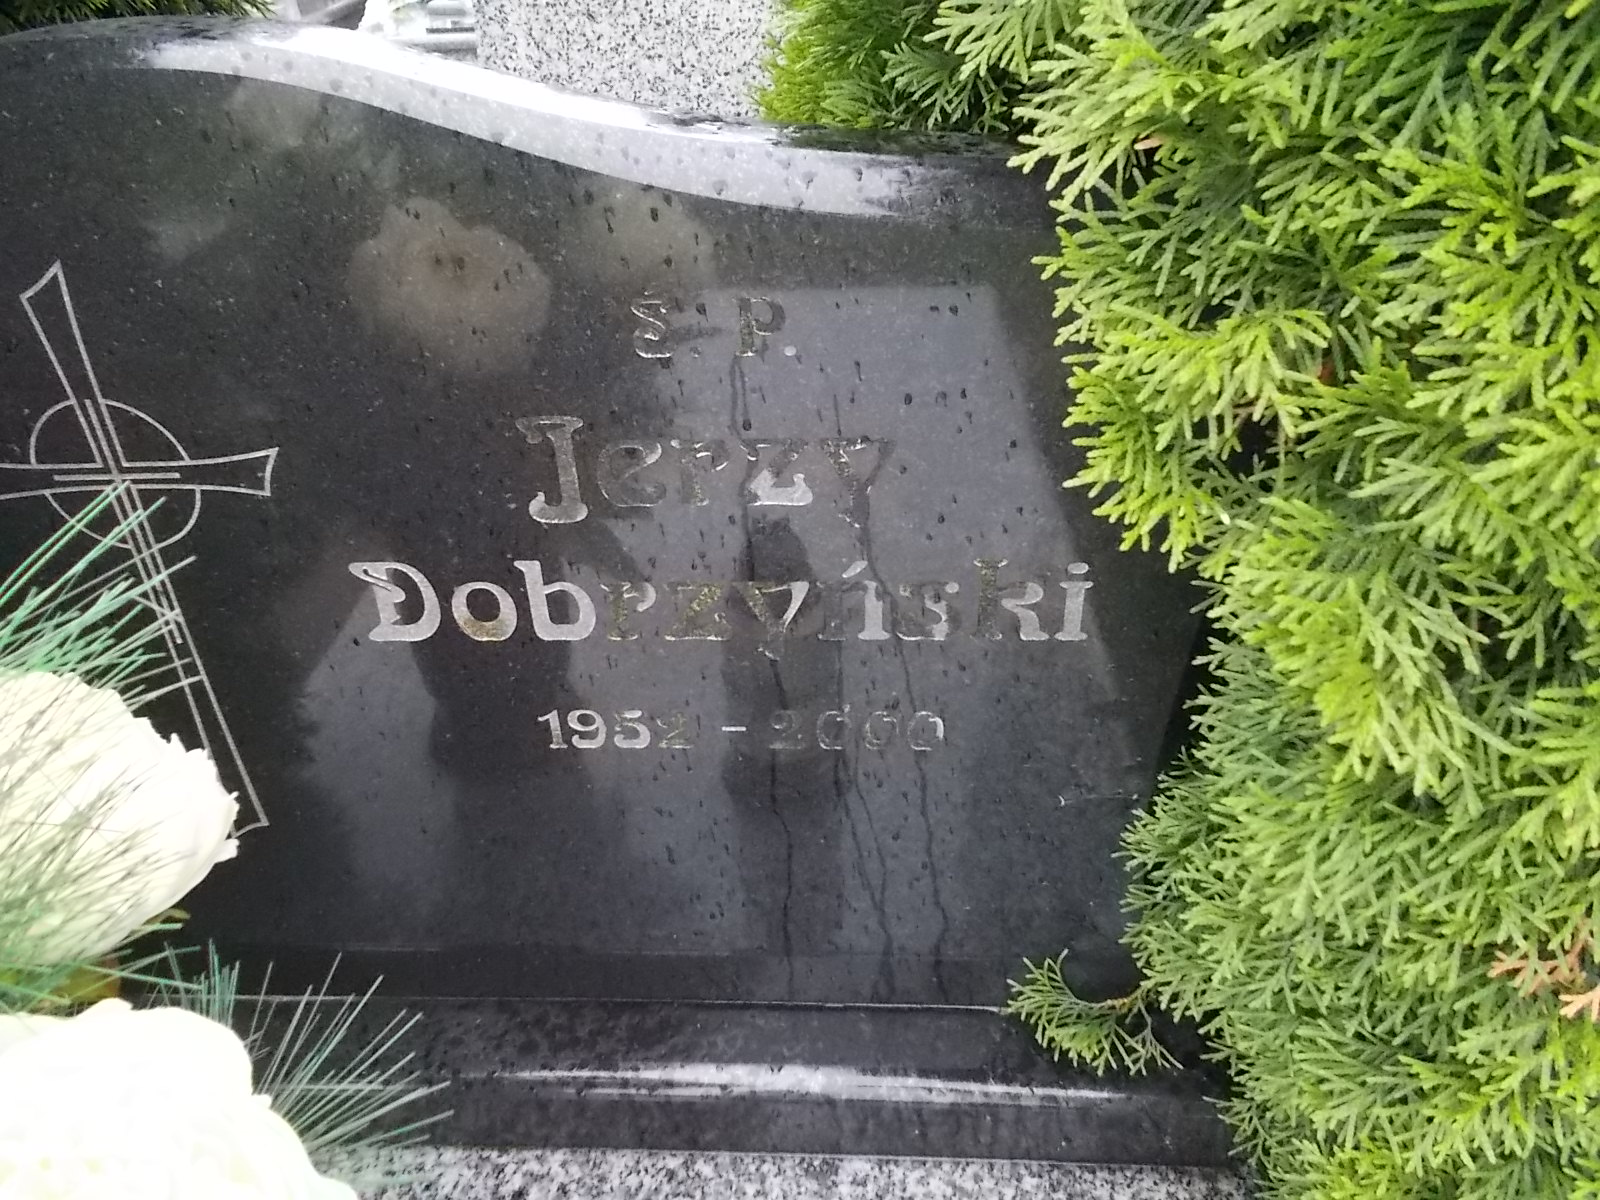 Ś. P.
Jerzy
Dobrzyński
1952 - 2000